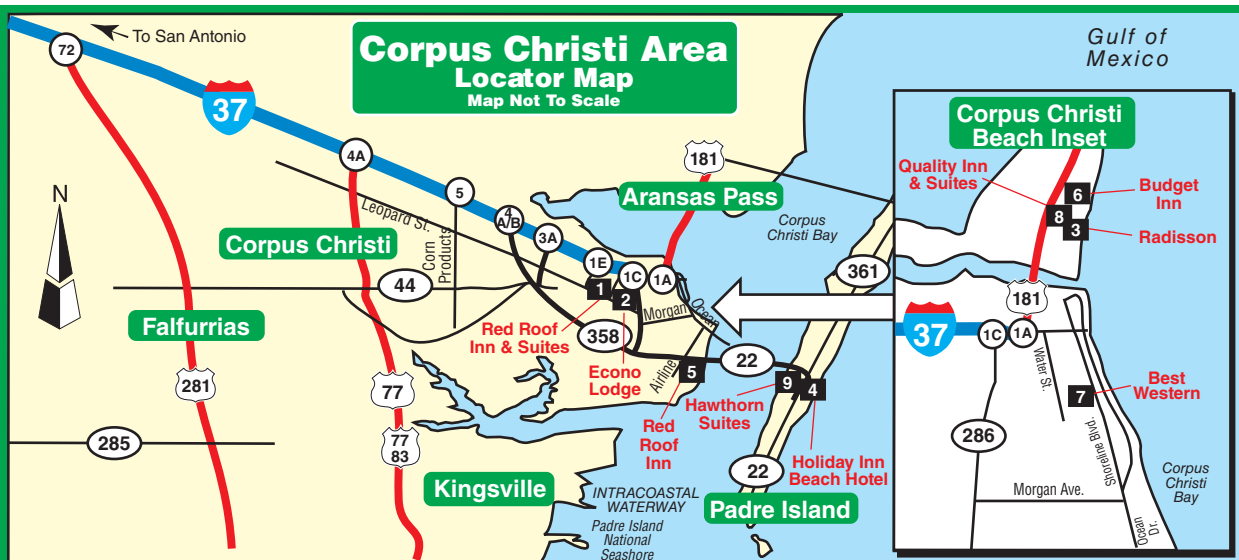 To San Antonio
72
37
Corpus Christi Area
Locator Map
Map Not To Scale
Gulf of
Mexico
4A
5
4
A/B
3A
1E
1C
1A
181
Aransas Pass
Leopard St.
Corn
Products
N
Corpus Christi
Corpus
Christi Bay
361
44
1
2
Morgan
Ocean
Falfurrias
Red Roof
Inn & Suites
358
Econo
Lodge
Airline
5
22
9
4
281
77
Red
Roof
Inn
Hawthorn
Suites
Holiday Inn
Beach Hotel
285
77
83
Kingsville
INTRACOASTAL
WATERWAY
Padre Island
National
Seashore
22
Padre Island
Corpus Christi
Beach Inset
Quality Inn
& Suites
6
Budget
Inn
8
3
Radisson
181
37
1C
1A
Water St.
7
Best
Western
286
Shoreline Blvd.
Morgan Ave.
Corpus
Christi
Bay
Ocean
Dr.